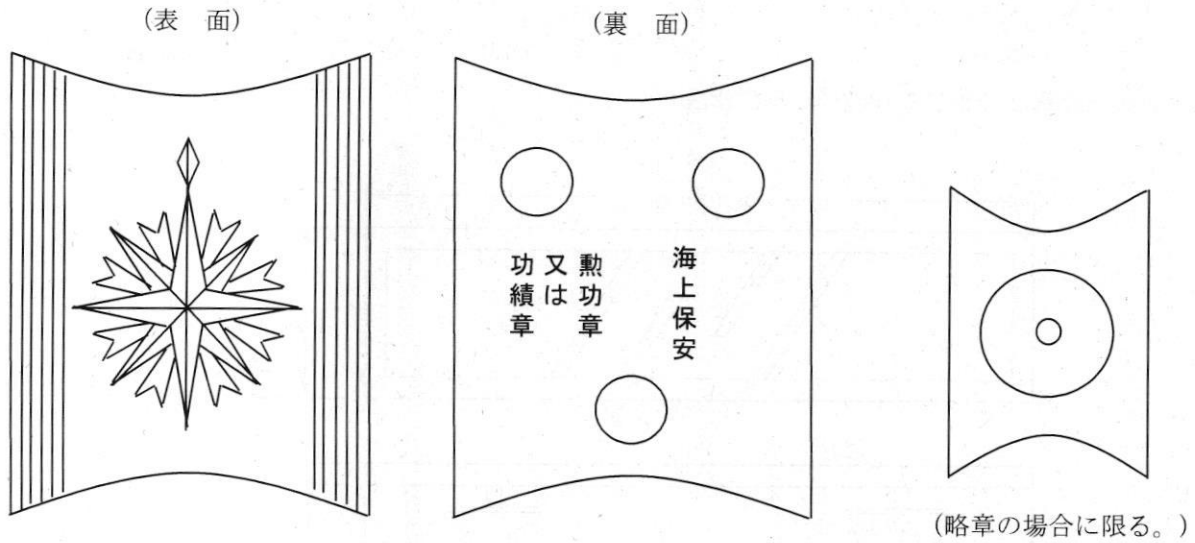 (表　面)
(裏　面)
海上保安
勲功章
又は
功績章
(略章の場合に限る。)